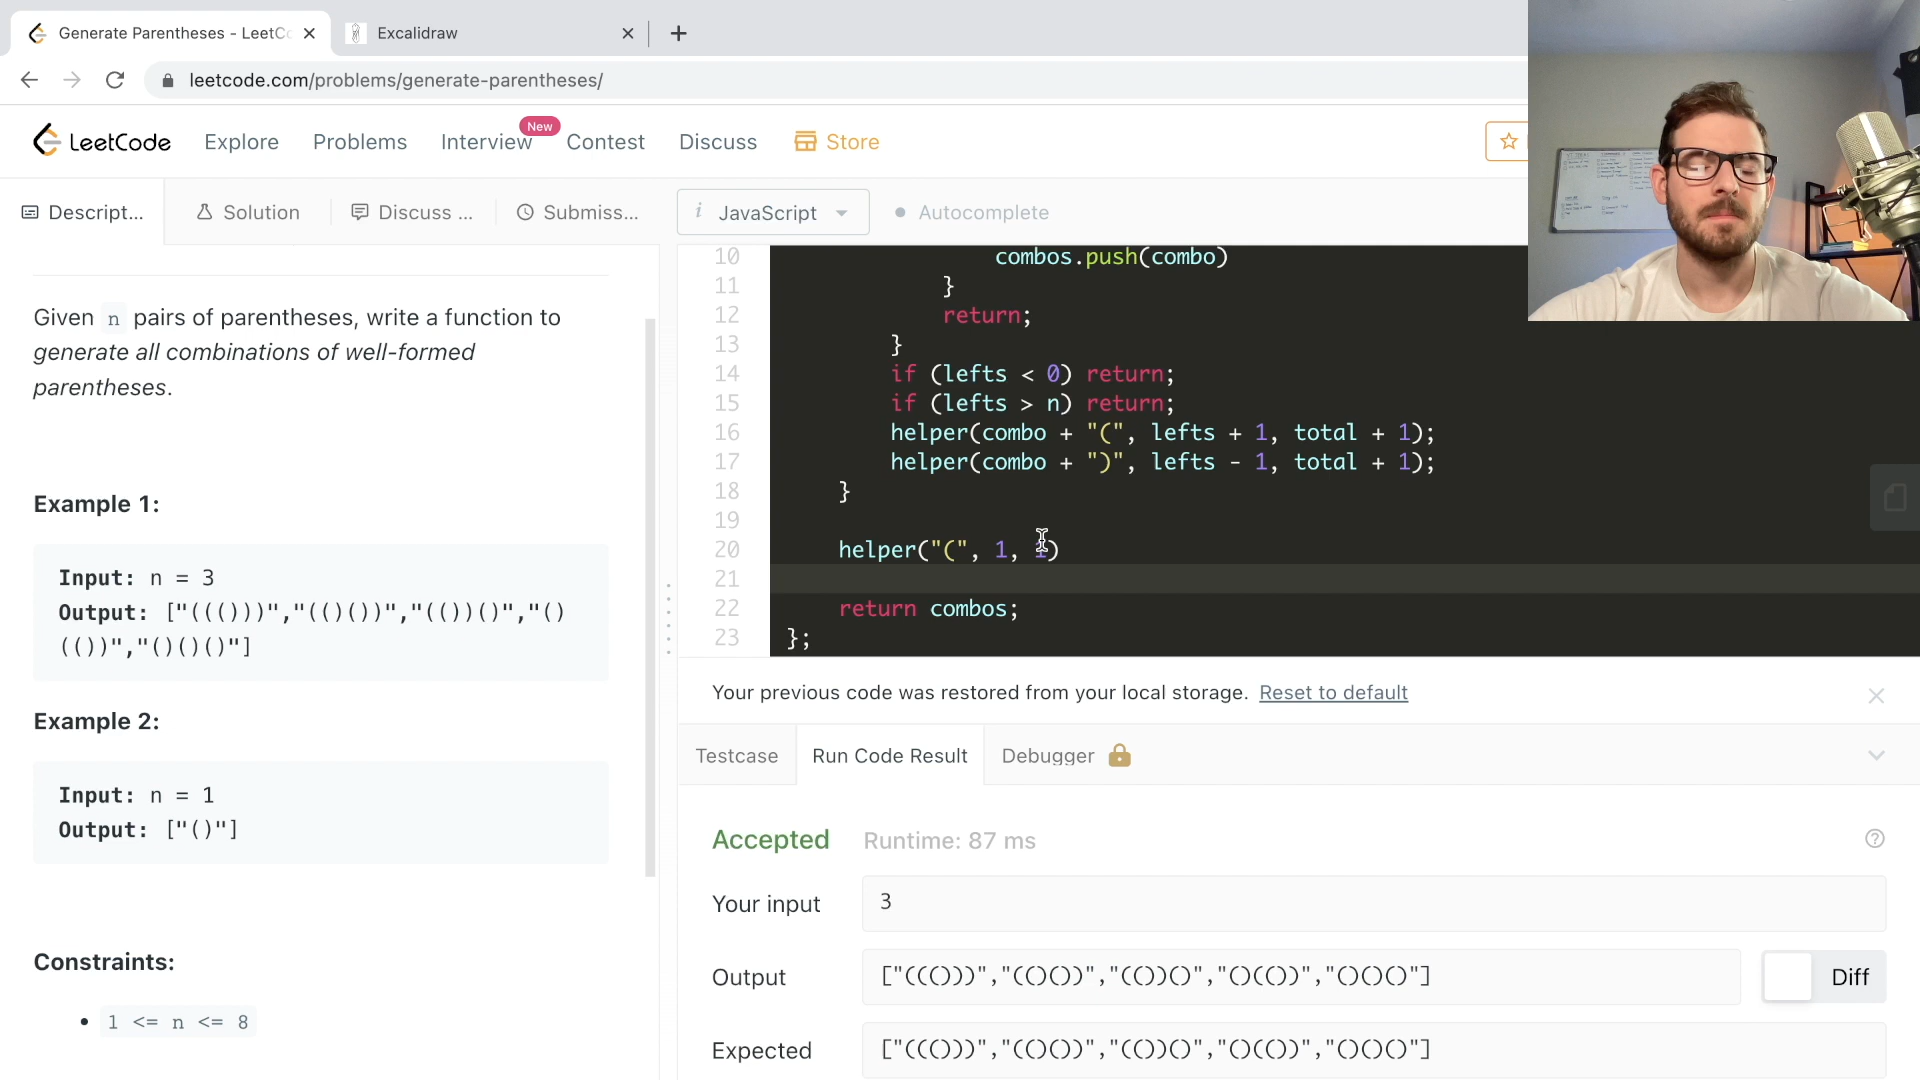 Generate Parentheses - LeetC
Excalidraw
leetcode.com/problems/generate-parentheses/
LeetCode
Explore
Problems
Interview
New
Contest
Discuss
Store
Descript...
Solution
Discuss ...
Submiss...
i JavaScript
Autocomplete
Given n pairs of parentheses, write a function to
generate all combinations of well-formed
parentheses.
Example 1:
Input: n = 3
Output: ["((()))","(()())","(())()","()
(())","()()()"]
Example 2:
Input: n = 1
Output: ["()"]
Constraints:
1 <= n <= 8
10 combos.push(combo)
11 }
12 return;
13 }
14 if (lefts < 0) return;
15 if (lefts > n) return;
16 helper(combo + "(", lefts + 1, total + 1);
17 helper(combo + ")", lefts - 1, total + 1);
18 }
19
20 helper("(", 1, 1)
21
22 return combos;
23 };
Your previous code was restored from your local storage. Reset to default
Testcase
Run Code Result
Debugger
Accepted Runtime: 87 ms
Your input 3
Output ["((()))","(()())","(())()","()(())","()()()"]
Diff
Expected ["((()))","(()())","(())()","()(())","()()()"]